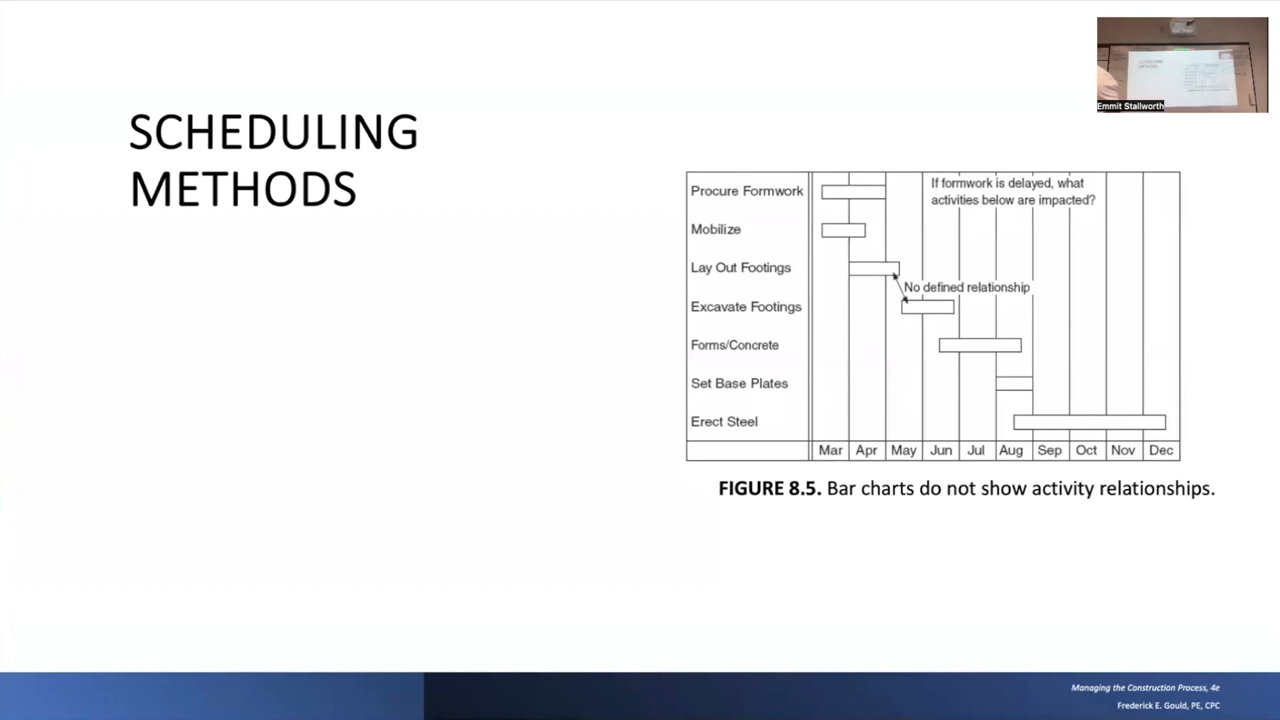 SCHEDULING
METHODS
Emmit Stallworth
Procure Formwork
If formwork is delayed, what
activities below are impacted?
Mobilize
Lay Out Footings
No defined relationship
Excavate Footings
Forms/Concrete
Set Base Plates
Erect Steel
Mar Apr May Jun Jul Aug Sep Oct Nov Dec
FIGURE 8.5. Bar charts do not show activity relationships.
Managing the Construction Process, 4e
Frederick E. Gould, PE, CPC